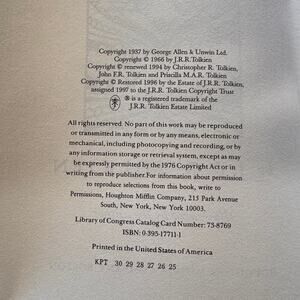 Copyright 1937 by George Allen & Unwin Ltd.
Copyright © 1966 by J.R.R.Tolkien
Copyright © renewed 1994 by Christopher R. Tolkien,
John F.R. Tolkien and Priscilla M.A.R. Tolkien
Copyright © Restored 1996 by the Estate of J.R.R. Tolkien,
assigned 1997 to the J.R.R. Tolkien Copyright Trust
® is a registered trademark of the
J.R.R. Tolkien Estate Limited
All rights reserved. No part of this work may be reproduced
or transmitted in any form or by any means, electronic or
mechanical, including photocopying and recording, or by
any information storage or retrieval system, except as may
be expressly permitted by the 1976 Copyright Act or in
writing from the publisher.For information about permission
to reproduce selections from this book, write to
Permissions, Houghton Mifflin Company, 215 Park Avenue
South, New York, New York 10003.
Library of Congress Catalog Card Number: 73-8769
ISBN: 0-395-17711-1
Printed in the United States of America
KPT 30 29 28 27 26 25